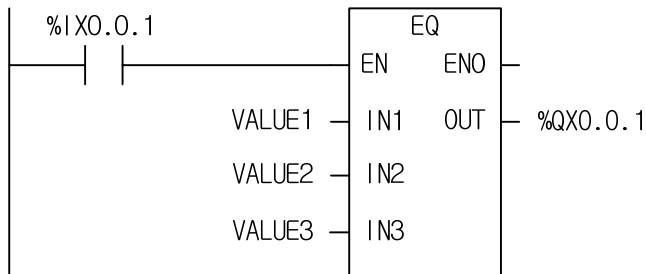 %IX0.0.1
EQ
EN ENO
VALUE1 IN1 OUT %QX0.0.1
VALUE2 IN2
VALUE3 IN3